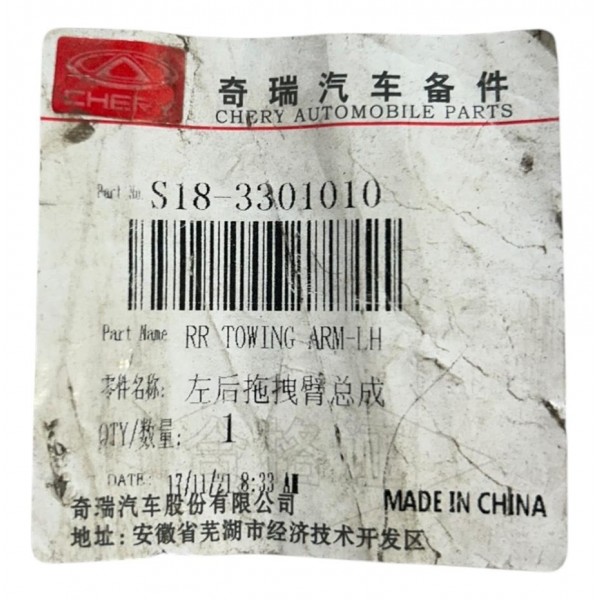 CHERY
奇瑞汽车备件
CHERY AUTOMOBILE PARTS
Part No. S18-3301010
Part Name RR TOWING ARM-LH
零件名称: 左后拖拽臂总成
QTY/数量: 1
DATE: 17/11/21 8:33 AM
奇瑞汽车股份有限公司
MADE IN CHINA
地址: 安徽省芜湖市经济技术开发区